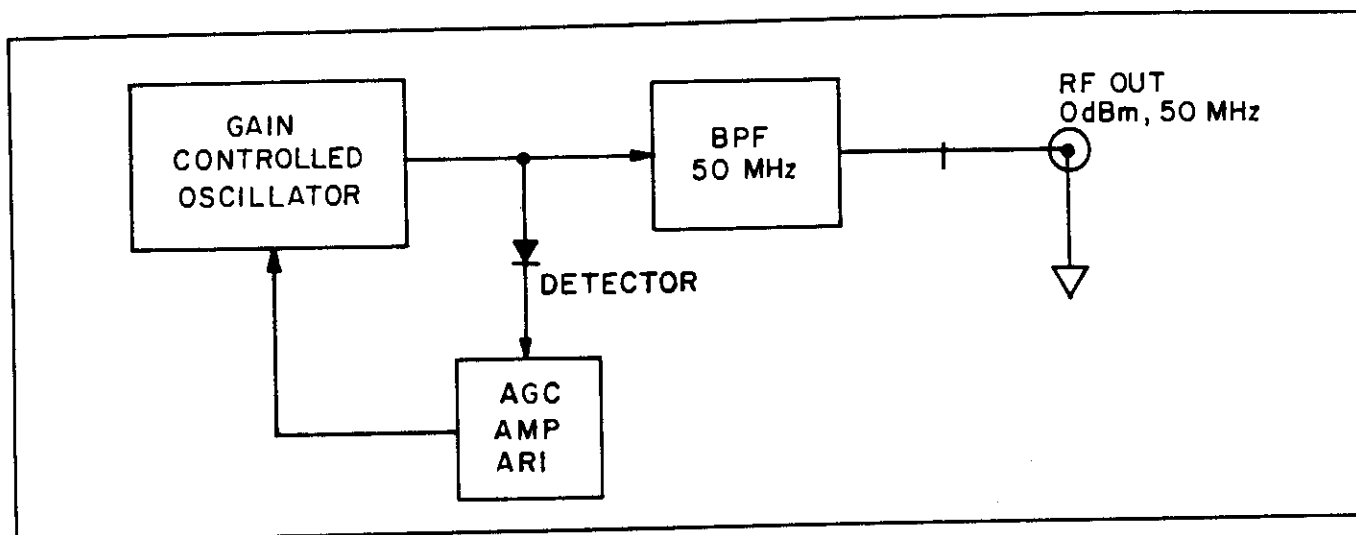 GAIN
CONTROLLED
OSCILLATOR
BPF
50 MHz
RF OUT
0dBm, 50 MHz
DETECTOR
AGC
AMP
AR1